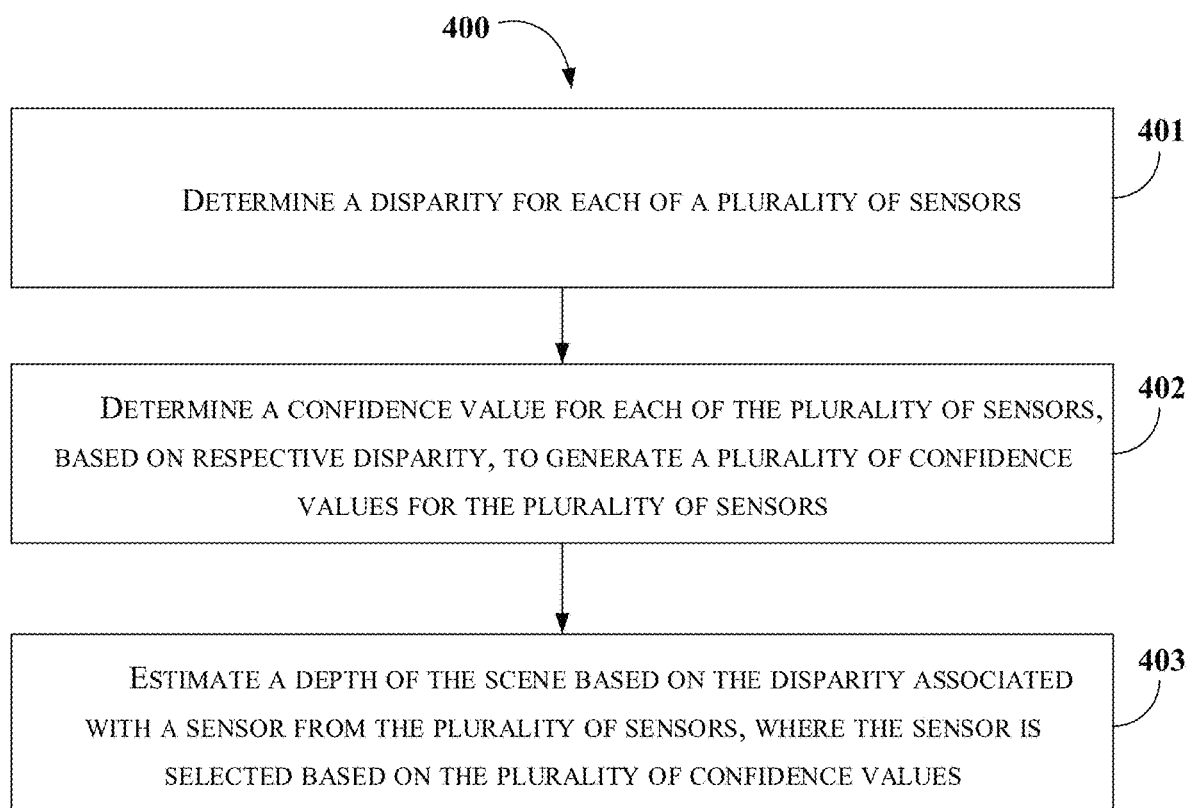 400
401
DETERMINE A DISPARITY FOR EACH OF A PLURALITY OF SENSORS
402
DETERMINE A CONFIDENCE VALUE FOR EACH OF THE PLURALITY OF SENSORS,
BASED ON RESPECTIVE DISPARITY, TO GENERATE A PLURALITY OF CONFIDENCE
VALUES FOR THE PLURALITY OF SENSORS
403
ESTIMATE A DEPTH OF THE SCENE BASED ON THE DISPARITY ASSOCIATED
WITH A SENSOR FROM THE PLURALITY OF SENSORS, WHERE THE SENSOR IS
SELECTED BASED ON THE PLURALITY OF CONFIDENCE VALUES